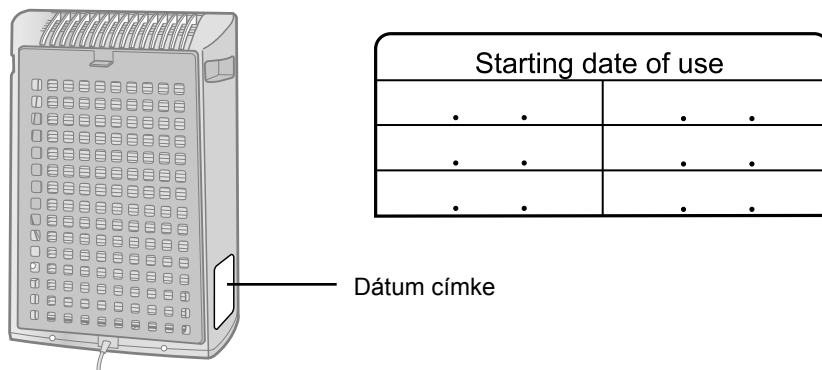 Starting date of use
. . . .
. . . .
. . . .
Dátum címke